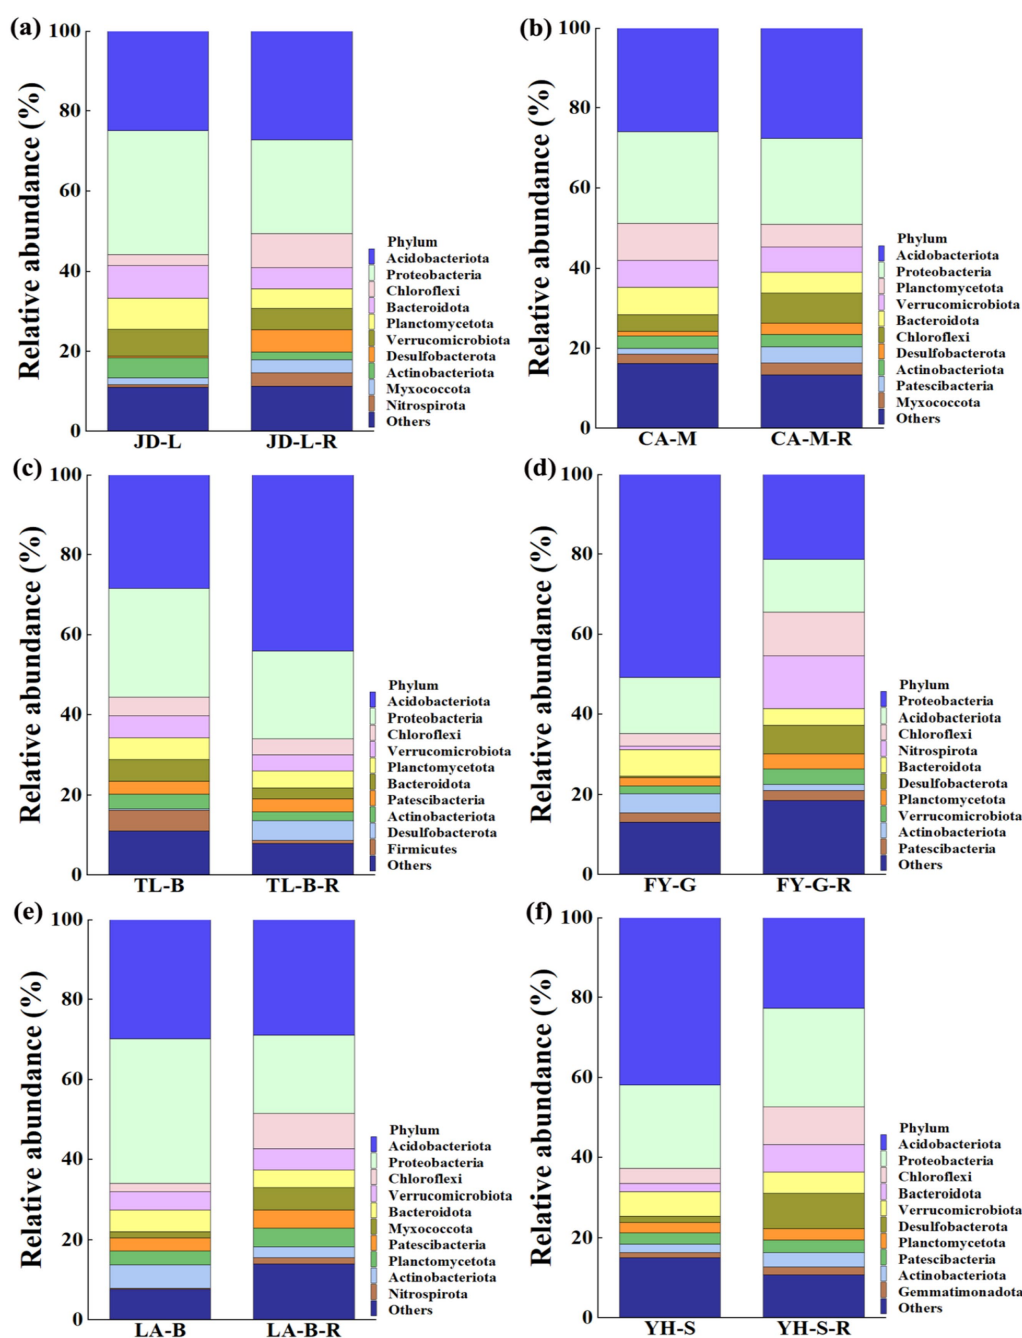 (a)
Relative abundance (%)
100
80
60
40
20
0
JD-L
JD-L-R
Phylum
Acidobacteriota
Proteobacteria
Chloroflexi
Bacteroidota
Planctomycetota
Verrucomicrobiota
Desulfobacterota
Actinobacteriota
Myxococcota
Nitrospirota
Others
(b)
Relative abundance (%)
100
80
60
40
20
0
CA-M
CA-M-R
Phylum
Acidobacteriota
Proteobacteria
Planctomycetota
Verrucomicrobiota
Bacteroidota
Chloroflexi
Desulfobacterota
Actinobacteriota
Patescibacteria
Myxococcota
Others
(c)
Relative abundance (%)
100
80
60
40
20
0
TL-B
TL-B-R
Phylum
Acidobacteriota
Proteobacteria
Chloroflexi
Verrucomicrobiota
Planctomycetota
Bacteroidota
Patescibacteria
Actinobacteriota
Desulfobacterota
Firmicutes
Others
(d)
Relative abundance (%)
100
80
60
40
20
0
FY-G
FY-G-R
Phylum
Proteobacteria
Acidobacteriota
Chloroflexi
Nitrospirota
Bacteroidota
Desulfobacterota
Planctomycetota
Verrucomicrobiota
Actinobacteriota
Patescibacteria
Others
(e)
Relative abundance (%)
100
80
60
40
20
0
LA-B
LA-B-R
Phylum
Acidobacteriota
Proteobacteria
Chloroflexi
Verrucomicrobiota
Bacteroidota
Myxococcota
Patescibacteria
Planctomycetota
Actinobacteriota
Nitrospirota
Others
(f)
Relative abundance (%)
100
80
60
40
20
0
YH-S
YH-S-R
Phylum
Acidobacteriota
Proteobacteria
Chloroflexi
Bacteroidota
Verrucomicrobiota
Desulfobacterota
Planctomycetota
Patescibacteria
Actinobacteriota
Gemmatimonadota
Others